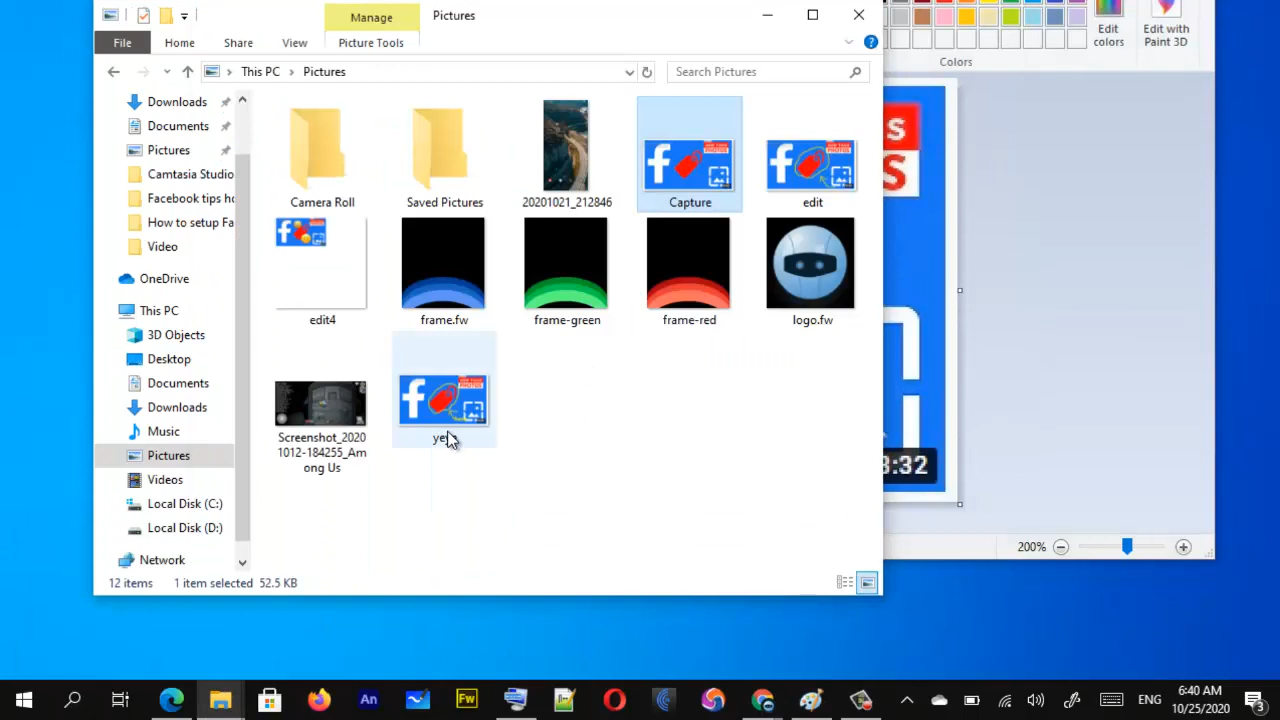 Manage
Pictures
File
Home
Share
View
Picture Tools
This PC
Pictures
Search Pictures
Edit
colors
Edit with
Paint 3D
Colors
Downloads
Documents
Pictures
Camtasia Studio
Facebook tips h
How to setup Fa
Video
OneDrive
This PC
3D Objects
Desktop
Documents
Downloads
Music
Pictures
Videos
Local Disk (C:)
Local Disk (D:)
Network
Camera Roll
Saved Pictures
20201021_212846
Capture
edit
edit4
frame.fw
frame-green
frame-red
logo.fw
Screenshot_2020
1012-184255_Am
ong Us
S
S
:32
12 items
1 item selected 52.5 KB
200%
An
Fw
ENG
6:40 AM
10/25/2020
3